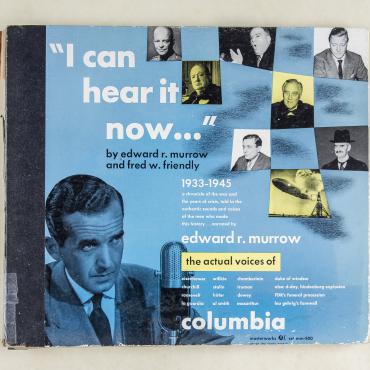 "I can
hear it
now..."
by edward r. murrow
and fred w. friendly
1933-1945
a chronicle of the war and
the years of crisis, told in the
authentic sounds and voices
of the men who made
this history ... narrated by
edward r. murrow
the actual voices of
eisenhower willkie chamberlain duke of windsor
churchill stalin truman also d-day, hindenburg explosion
roosevelt hitler dewey FDR's funeral procession
la guardia al smith macarthur lou gehrig's farewell
columbia
masterworks set mm-800